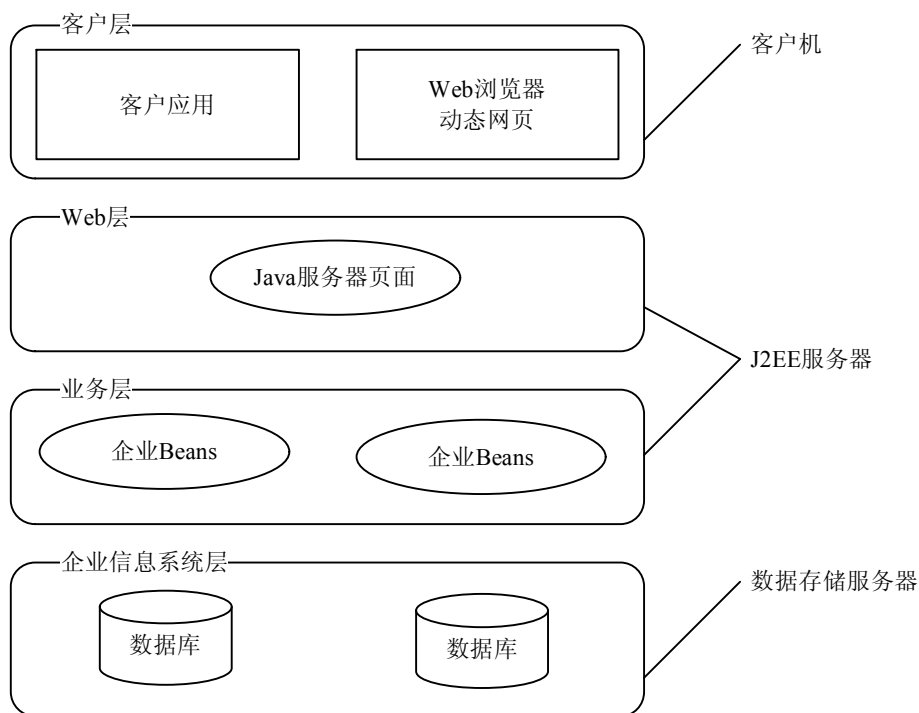 客户层
客户机
客户应用
Web浏览器
动态网页
Web层
Java服务器页面
J2EE服务器
业务层
企业Beans
企业Beans
企业信息系统层
数据存储服务器
数据库
数据库